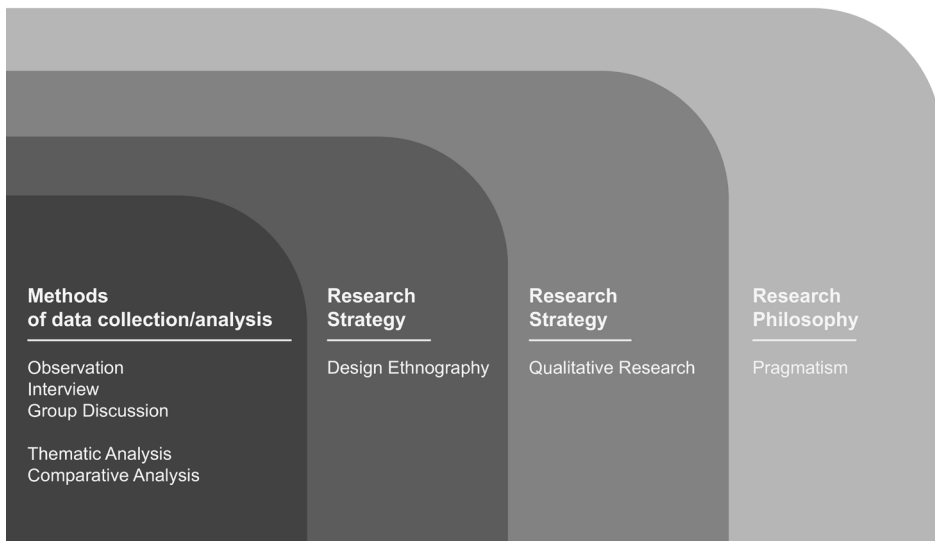 Methods
of data collection/analysis
Observation
Interview
Group Discussion
Thematic Analysis
Comparative Analysis
Research
Strategy
Design Ethnography
Research
Strategy
Qualitative Research
Research
Philosophy
Pragmatism